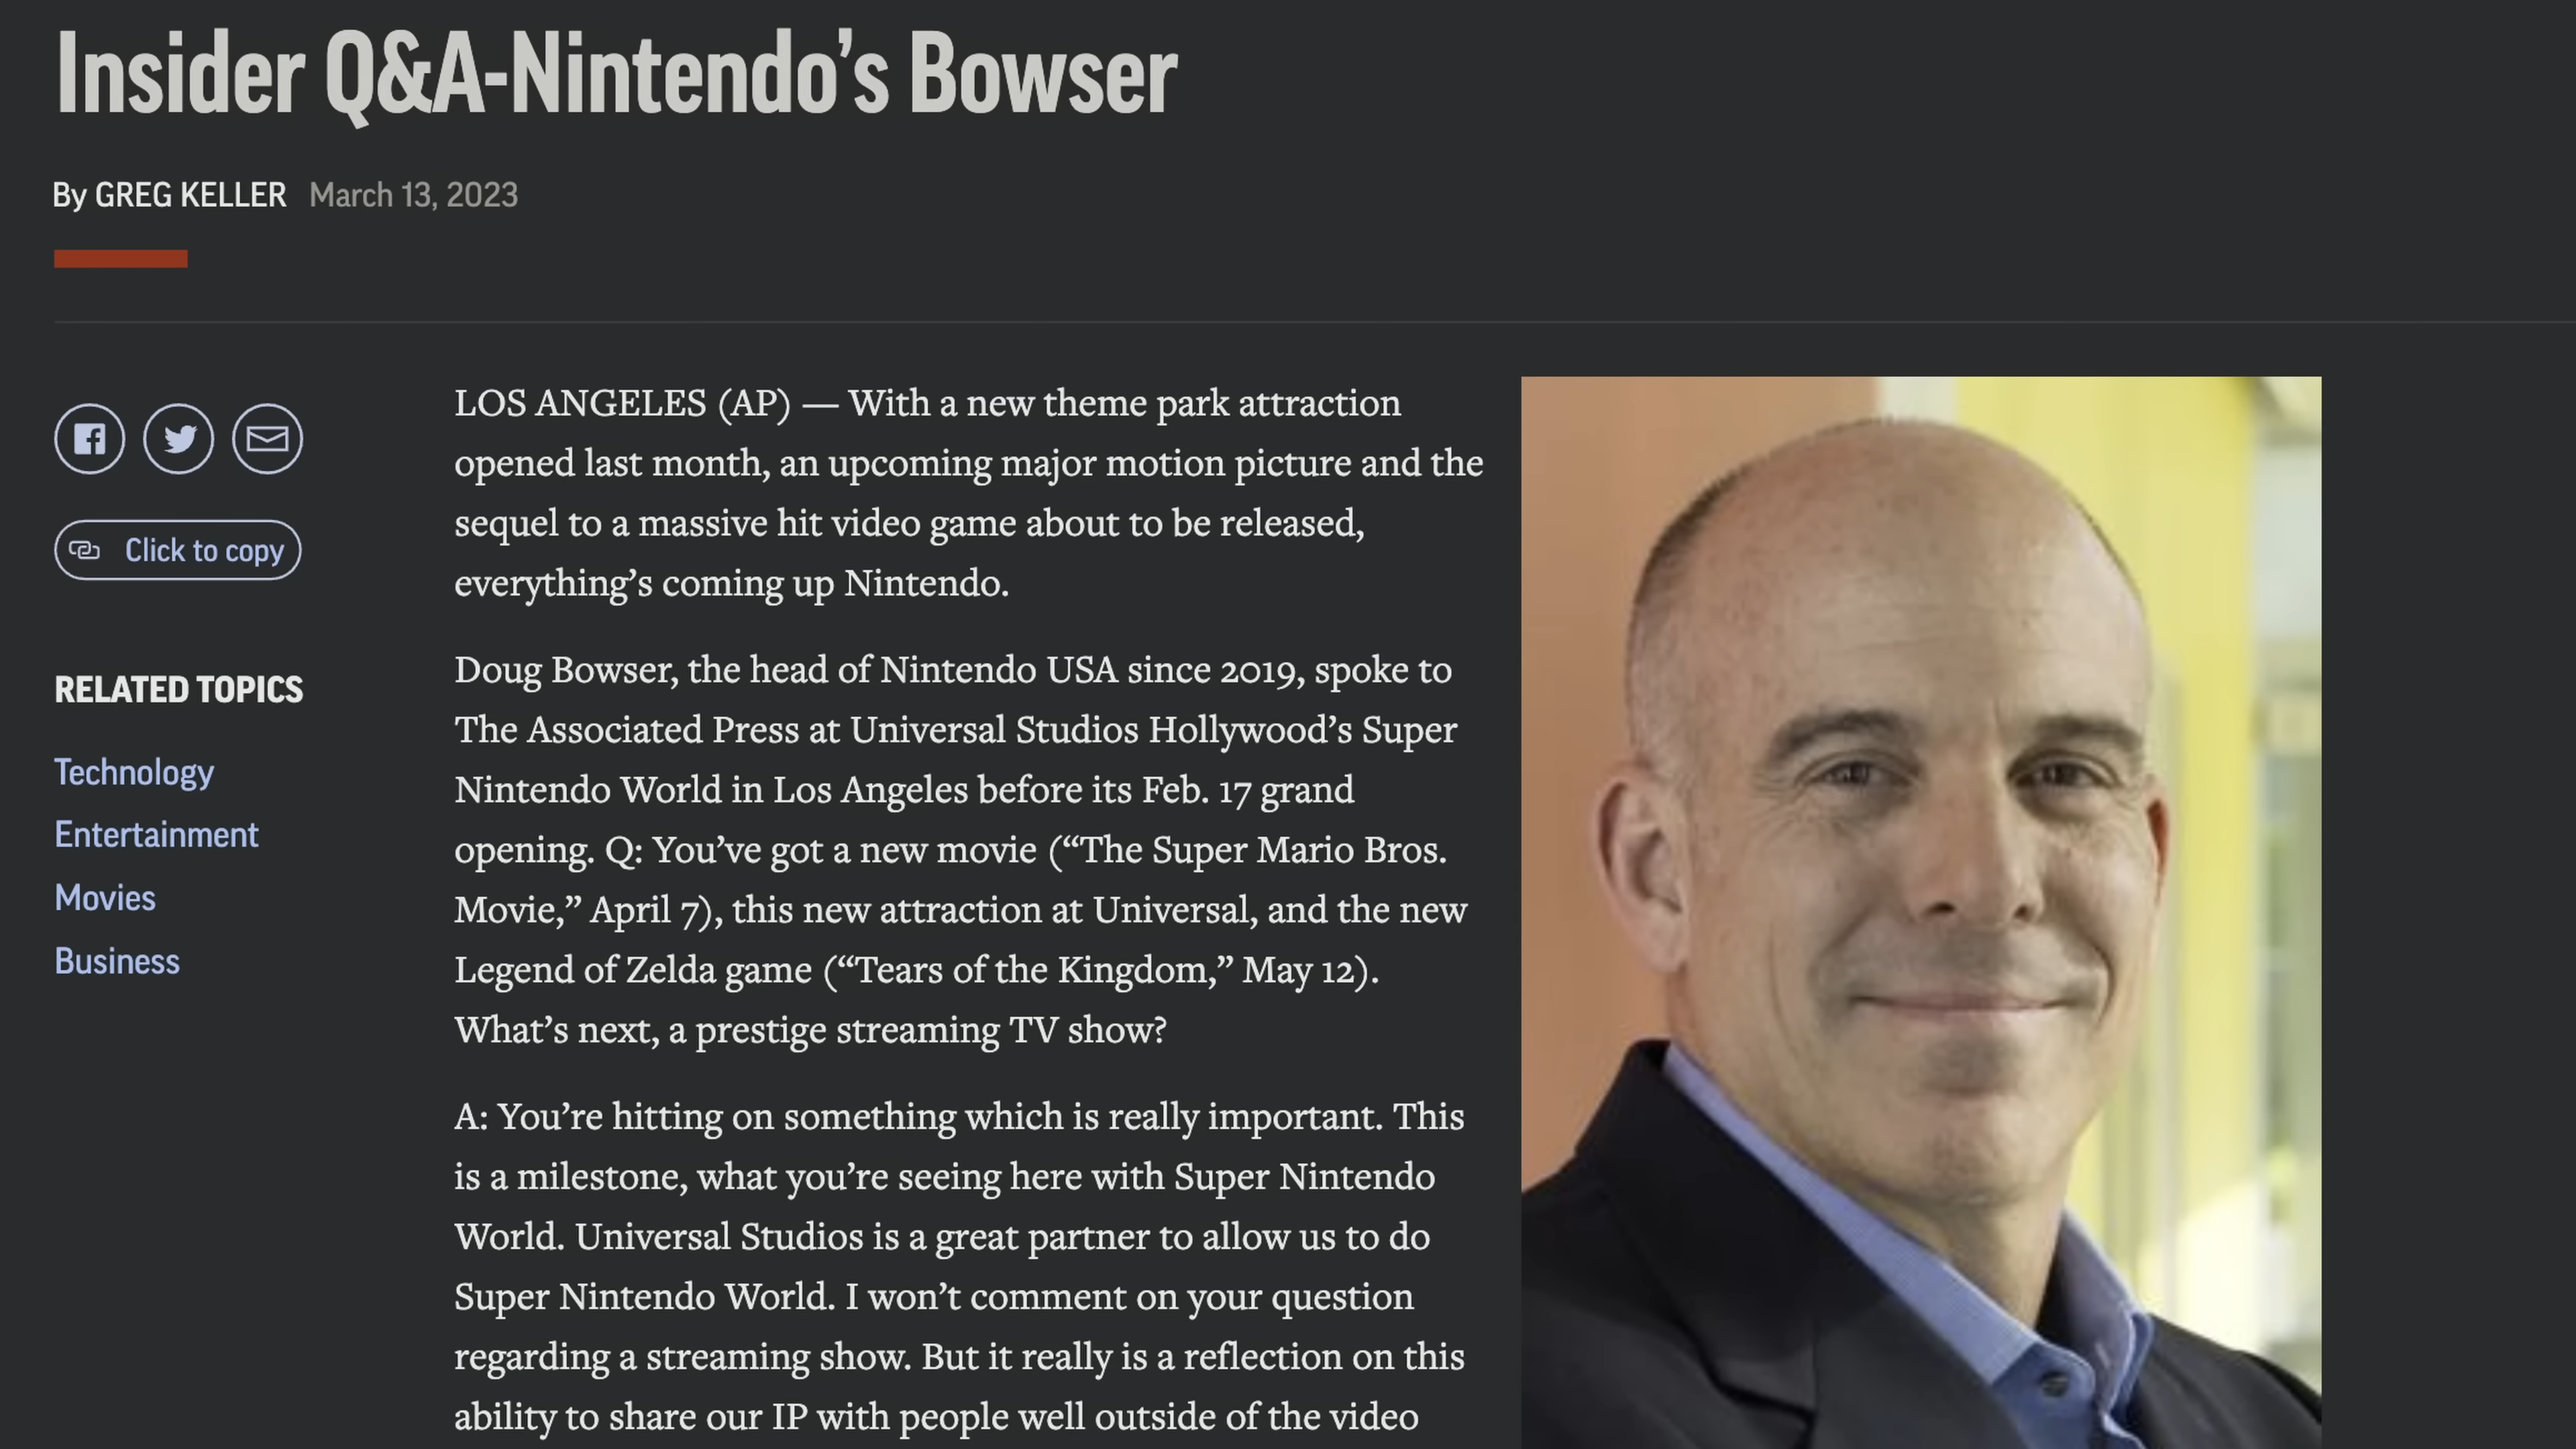 Insider Q&A-Nintendo’s Bowser
By GREG KELLER March 13, 2023
Click to copy
RELATED TOPICS
Technology
Entertainment
Movies
Business
LOS ANGELES (AP) — With a new theme park attraction
opened last month, an upcoming major motion picture and the
sequel to a massive hit video game about to be released,
everything’s coming up Nintendo.
Doug Bowser, the head of Nintendo USA since 2019, spoke to
The Associated Press at Universal Studios Hollywood’s Super
Nintendo World in Los Angeles before its Feb. 17 grand
opening. Q: You’ve got a new movie (“The Super Mario Bros.
Movie,” April 7), this new attraction at Universal, and the new
Legend of Zelda game (“Tears of the Kingdom,” May 12).
What’s next, a prestige streaming TV show?
A: You’re hitting on something which is really important. This
is a milestone, what you’re seeing here with Super Nintendo
World. Universal Studios is a great partner to allow us to do
Super Nintendo World. I won’t comment on your question
regarding a streaming show. But it really is a reflection on this
ability to share our IP with people well outside of the video